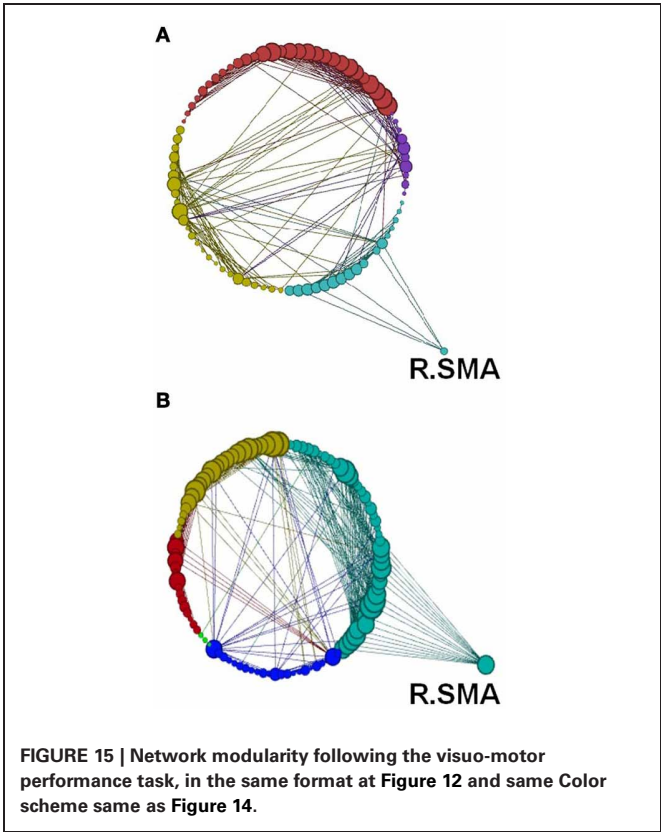 A
R.SMA
B
R.SMA
FIGURE 15 | Network modularity following the visuo-motor
performance task, in the same format at Figure 12 and same Color
scheme same as Figure 14.